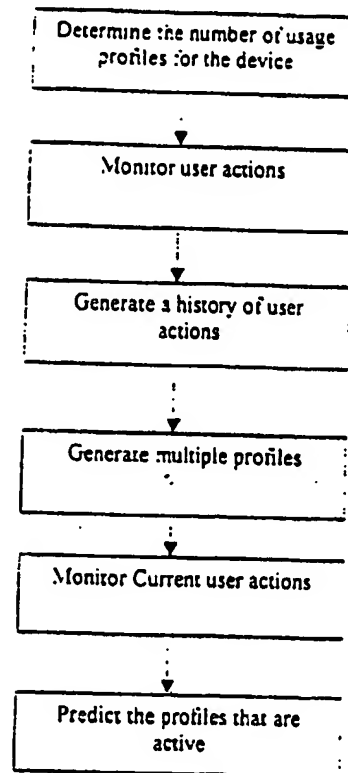 Determine the number of usage
profiles for the device
Monitor user actions
Generate a history of user
actions
Generate multiple profiles
Monitor Current user actions
Predict the profiles that are
active